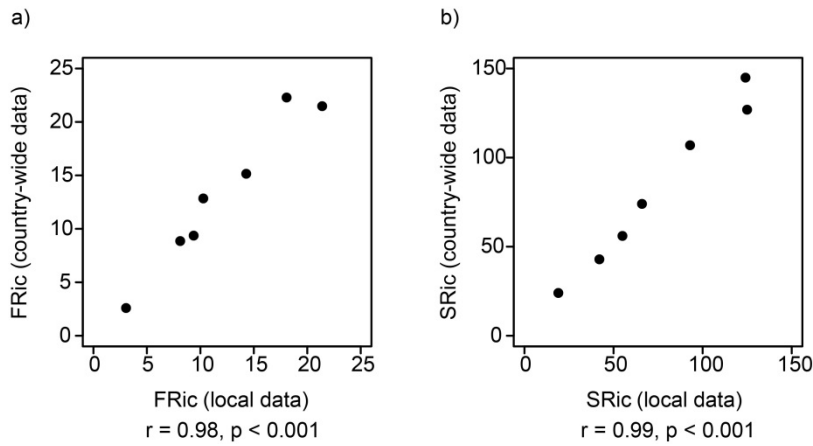 a)
FRic (country-wide data)
25
20
15
10
5
0
0 5 10 15 20 25
FRic (local data)
r = 0.98, p < 0.001
b)
SRic (country-wide data)
150
100
50
0
0 50 100 150
SRic (local data)
r = 0.99, p < 0.001